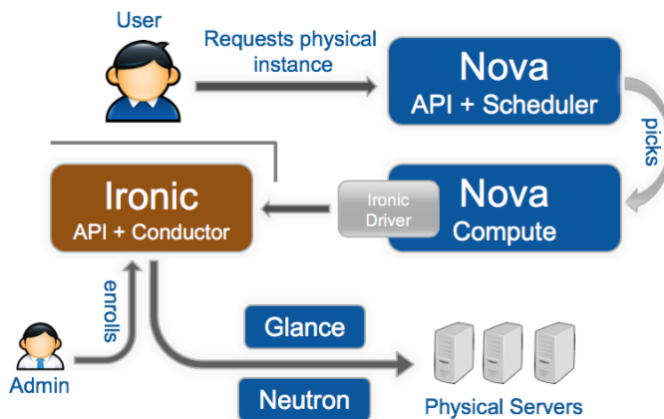 User
Requests physical
instance
Nova
API + Scheduler
picks
Ironic
API + Conductor
Ironic
Driver
Nova
Compute
enrolls
Admin
Glance
Neutron
Physical Servers